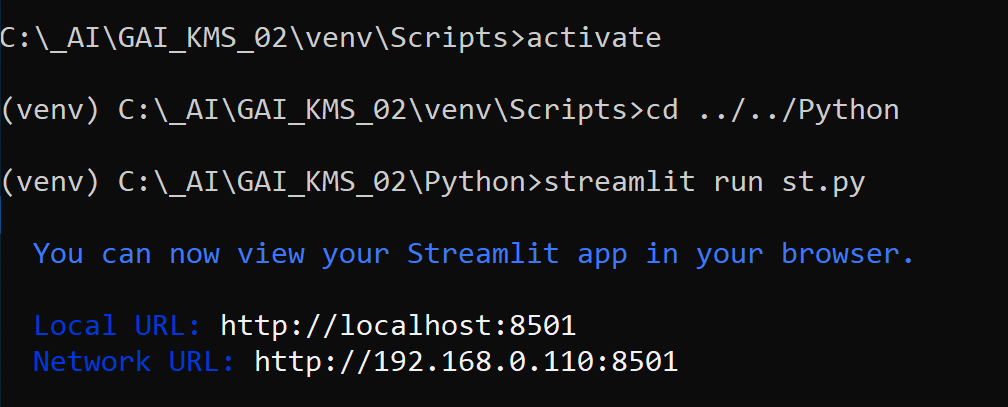 C:\_AI\GAI_KMS_02\venv\Scripts>activate
(venv) C:\_AI\GAI_KMS_02\venv\Scripts>cd ../../Python
(venv) C:\_AI\GAI_KMS_02\Python>streamlit run st.py
You can now view your Streamlit app in your browser.
Local URL: http://localhost:8501
Network URL: http://192.168.0.110:8501